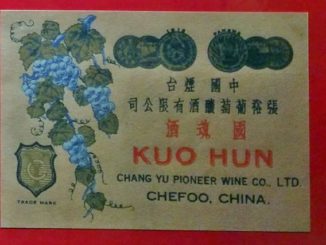 中國煙台
張裕葡萄釀酒有限公司
國魂酒
KUO HUN
CHANG YU PIONEER WINE CO., LTD.
CHEFOO, CHINA.
TRADE MARK